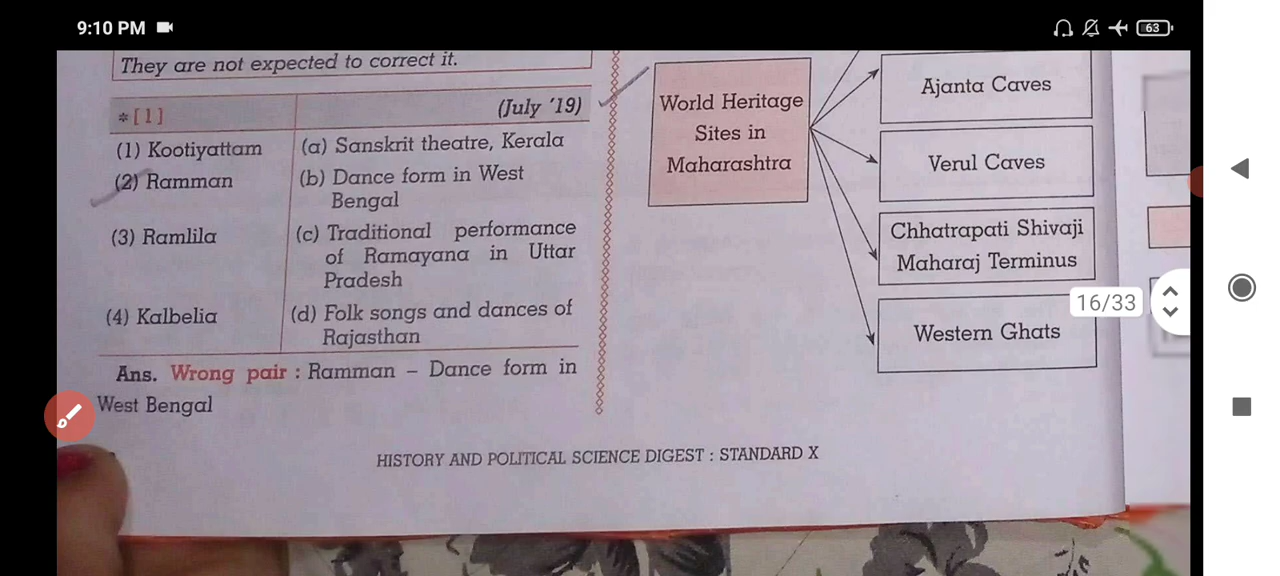 9:10 PM
63
They are not expected to correct it.
*[1] (July '19)
(1) Kootiyattam (a) Sanskrit theatre, Kerala
(2) Ramman (b) Dance form in West
Bengal
(3) Ramlila (c) Traditional performance
of Ramayana in Uttar
Pradesh
(4) Kalbelia (d) Folk songs and dances of
Rajasthan
Ans. Wrong pair : Ramman – Dance form in
West Bengal
World Heritage
Sites in
Maharashtra
Ajanta Caves
Verul Caves
Chhatrapati Shivaji
Maharaj Terminus
Western Ghats
16/33
HISTORY AND POLITICAL SCIENCE DIGEST : STANDARD X